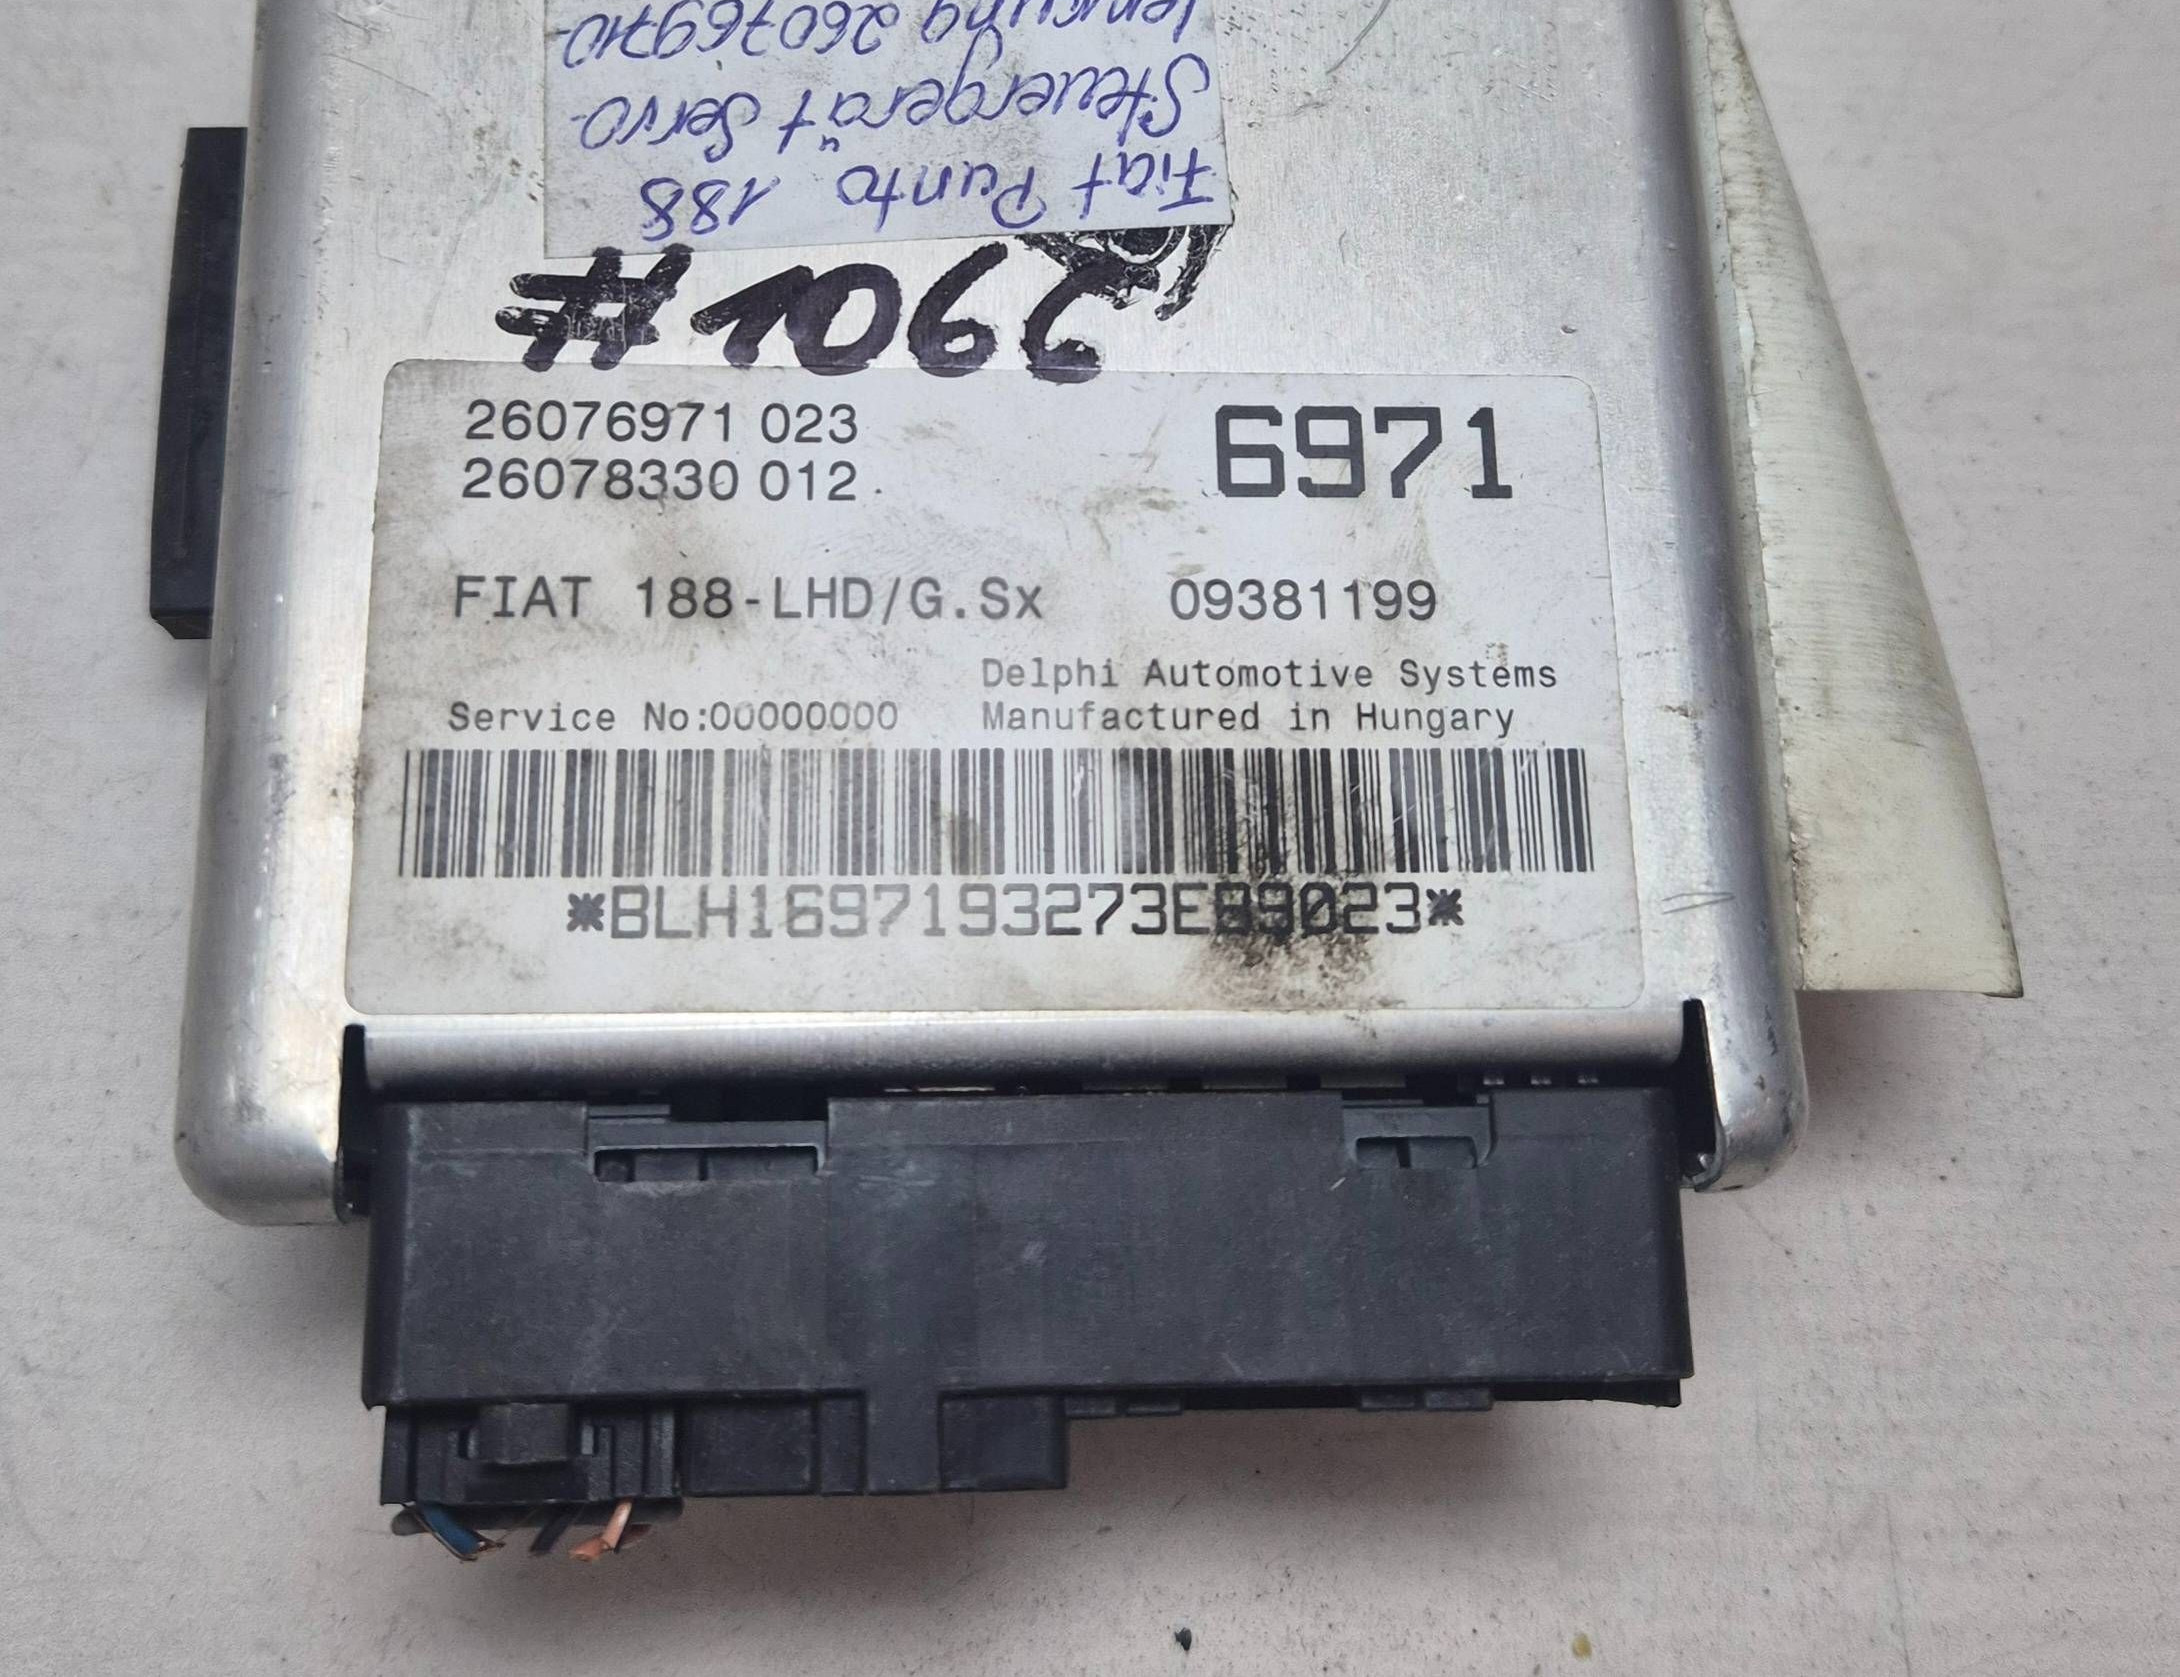 Fiat Punto 188
Steuergerät Servo-
lenkung 260769710-
#1066
26076971 023
6971
26078330 012
FIAT 188-LHD/G.Sx
09381199
Delphi Automotive Systems
Service No:00000000
Manufactured in Hungary
*BLH1697193273EB9023*